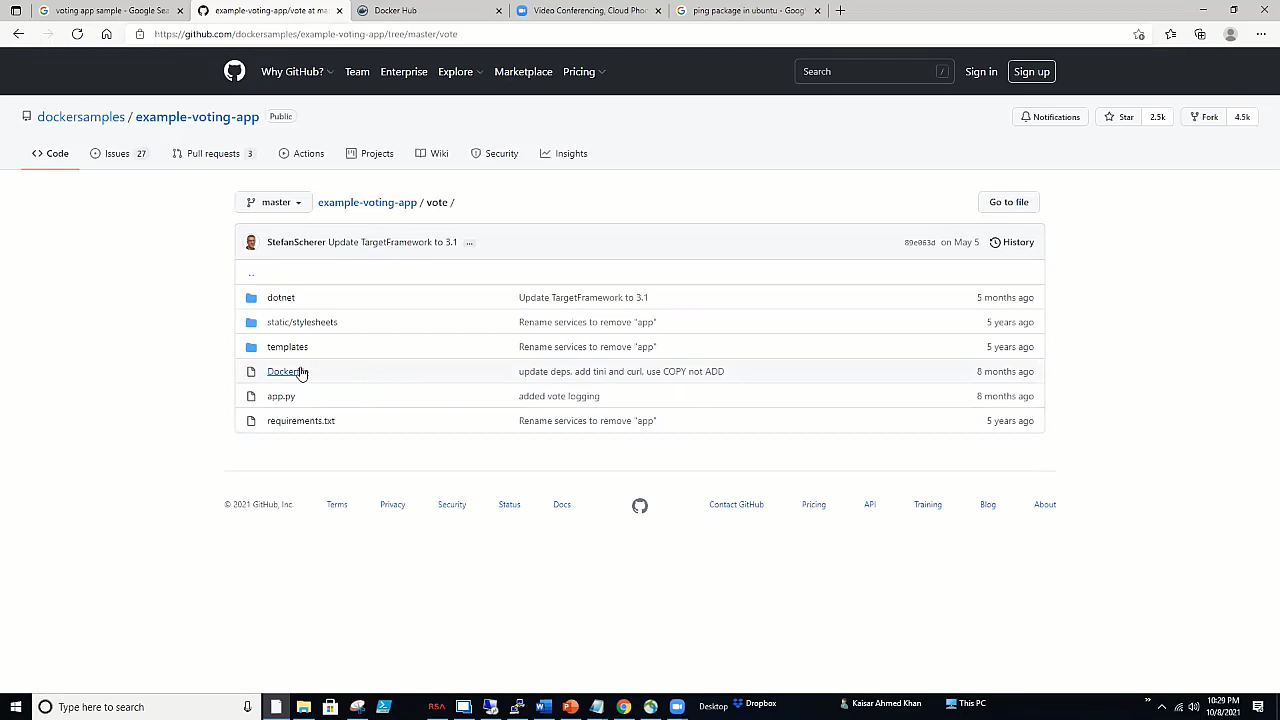 voting app sample - Google Sea
example-voting-app/vote at ma
Docker Hub
Video Conferencing, Cloud Phon
ping package in ubuntu - Googl
https://github.com/dockersamples/example-voting-app/tree/master/vote
Why GitHub?
Team
Enterprise
Explore
Marketplace
Pricing
Search
/
Sign in
Sign up
dockersamples / example-voting-app
Public
Notifications
Star
2.5k
Fork
4.5k
<> Code
Issues 27
Pull requests 3
Actions
Projects
Wiki
Security
Insights
master
example-voting-app / vote /
Go to file
StefanScherer Update TargetFramework to 3.1 ...
89e063d on May 5
History
..
dotnet
Update TargetFramework to 3.1
5 months ago
static/stylesheets
Rename services to remove "app"
5 years ago
templates
Rename services to remove "app"
5 years ago
update deps, add tini and curl, use COPY not ADD
8 months ago
app.py
added vote logging
8 months ago
requirements.txt
Rename services to remove "app"
5 years ago
© 2021 GitHub, Inc.
Terms
Privacy
Security
Status
Docs
Contact GitHub
Pricing
API
Training
Blog
About
Type here to search
RSA
Desktop
Dropbox
Kaisar Ahmed Khan
This PC
10:29 PM
10/8/2021